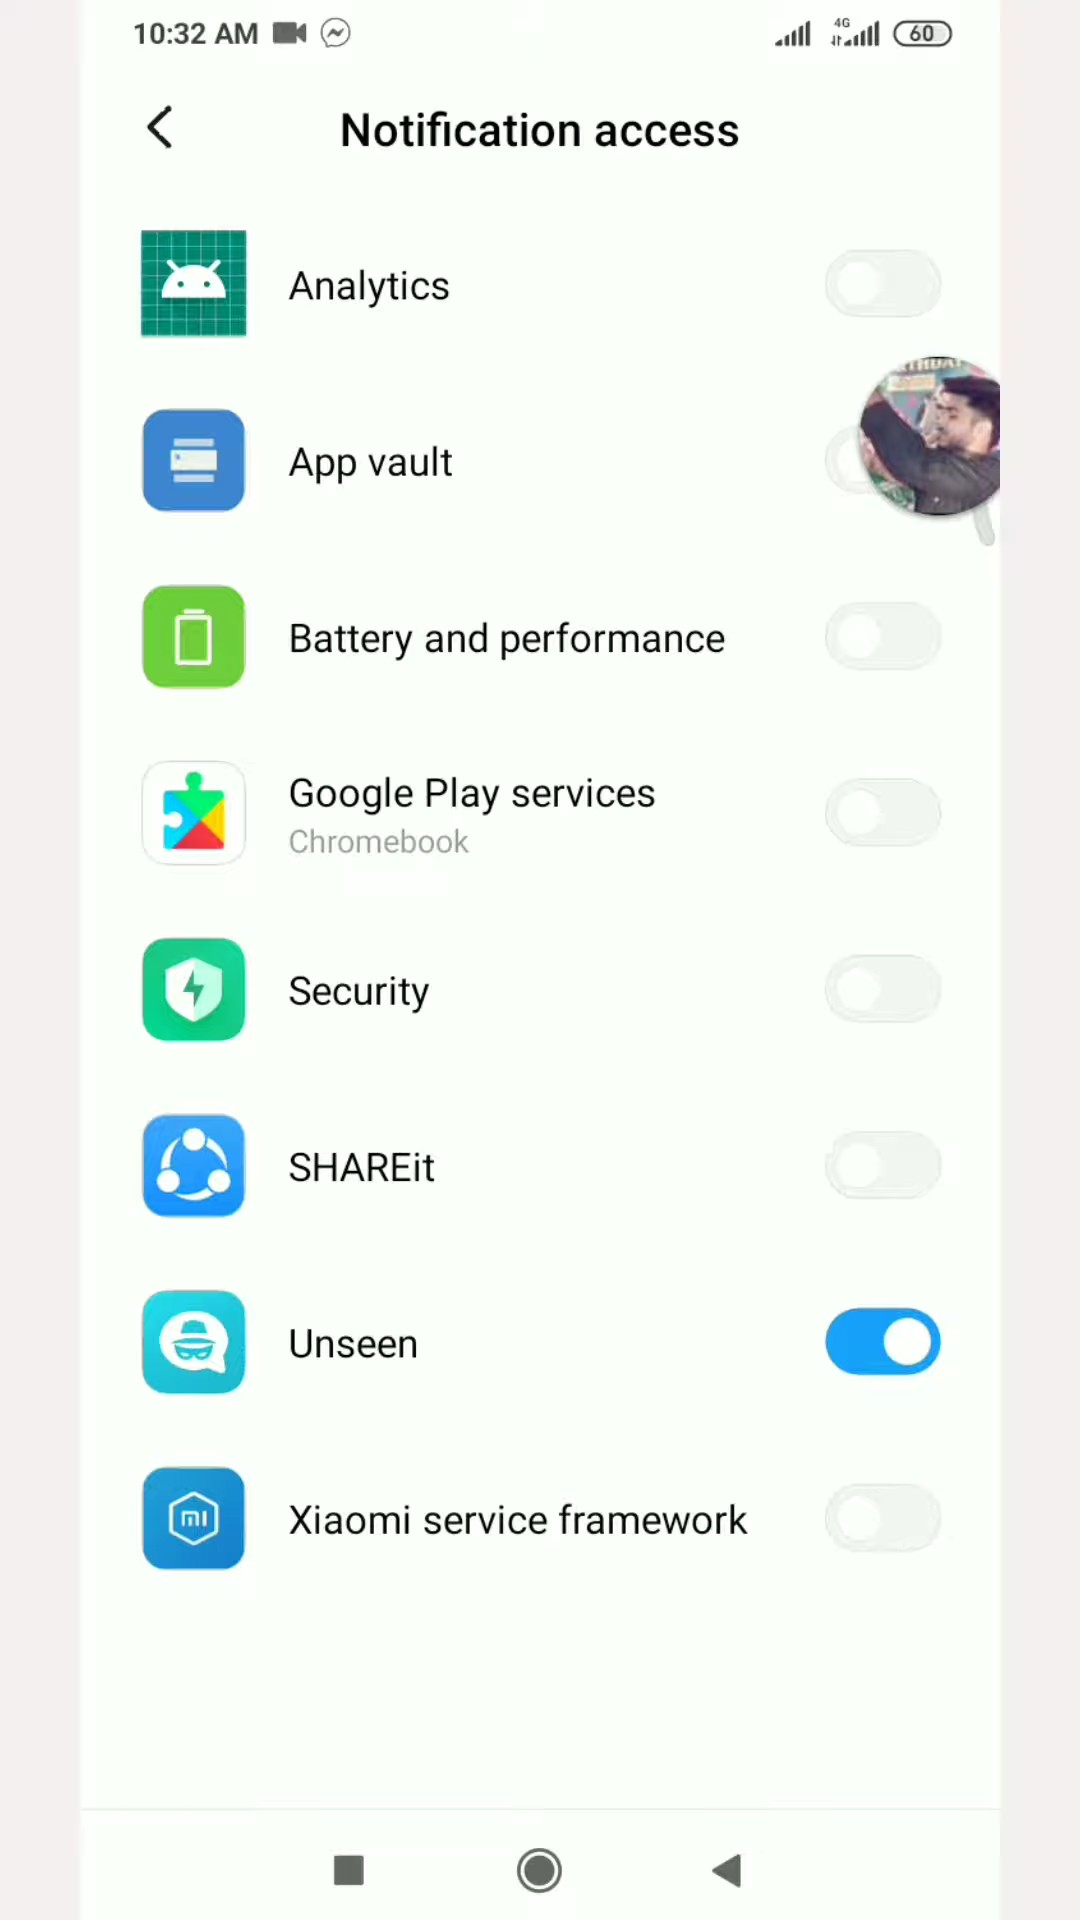 10:32 AM
4G
60
Notification access
Analytics
App vault
Battery and performance
Google Play services
Chromebook
Security
SHAREit
Unseen
Xiaomi service framework